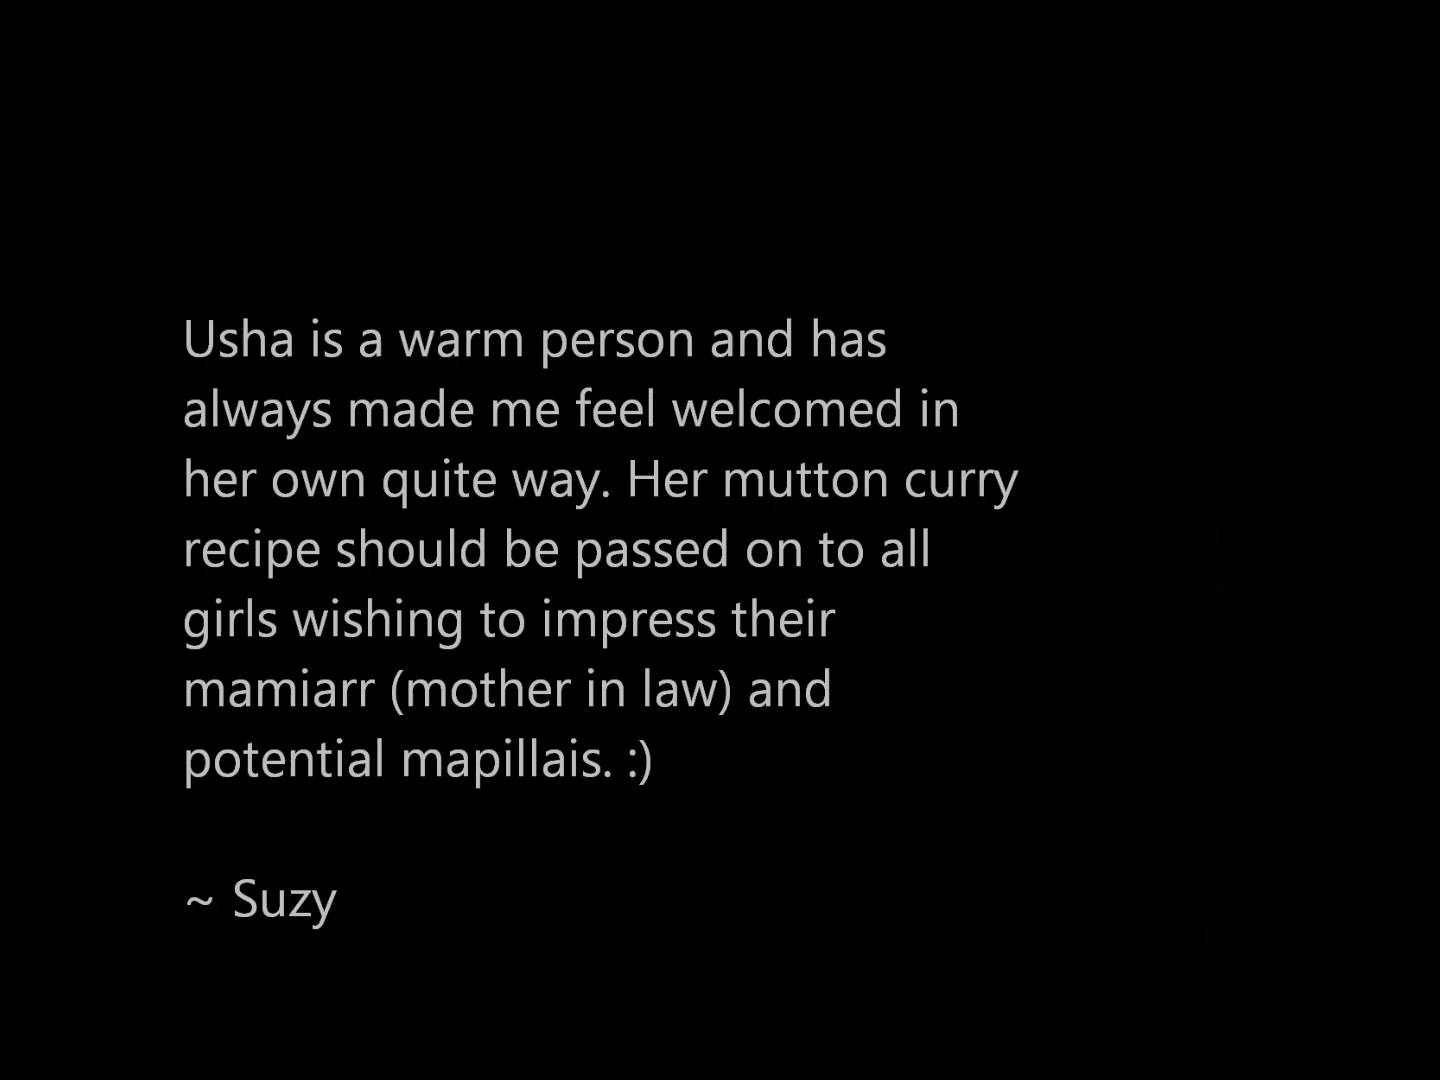 Usha is a warm person and has
always made me feel welcomed in
her own quite way. Her mutton curry
recipe should be passed on to all
girls wishing to impress their
mamiarr (mother in law) and
potential mapillais. :)
~ Suzy